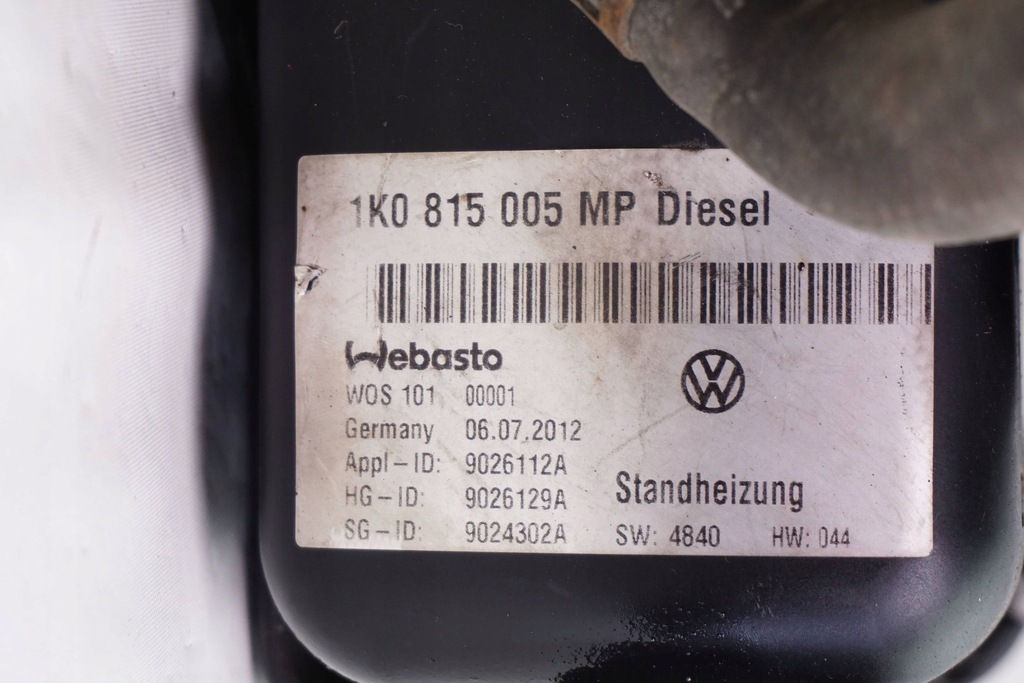 1K0 815 005 MP Diesel
Webasto
WOS 101 00001
Germany 06.07.2012
Appl-ID: 9026112A
HG-ID: 9026129A
SG-ID: 9024302A
VW
Standheizung
SW: 4840 HW: 044